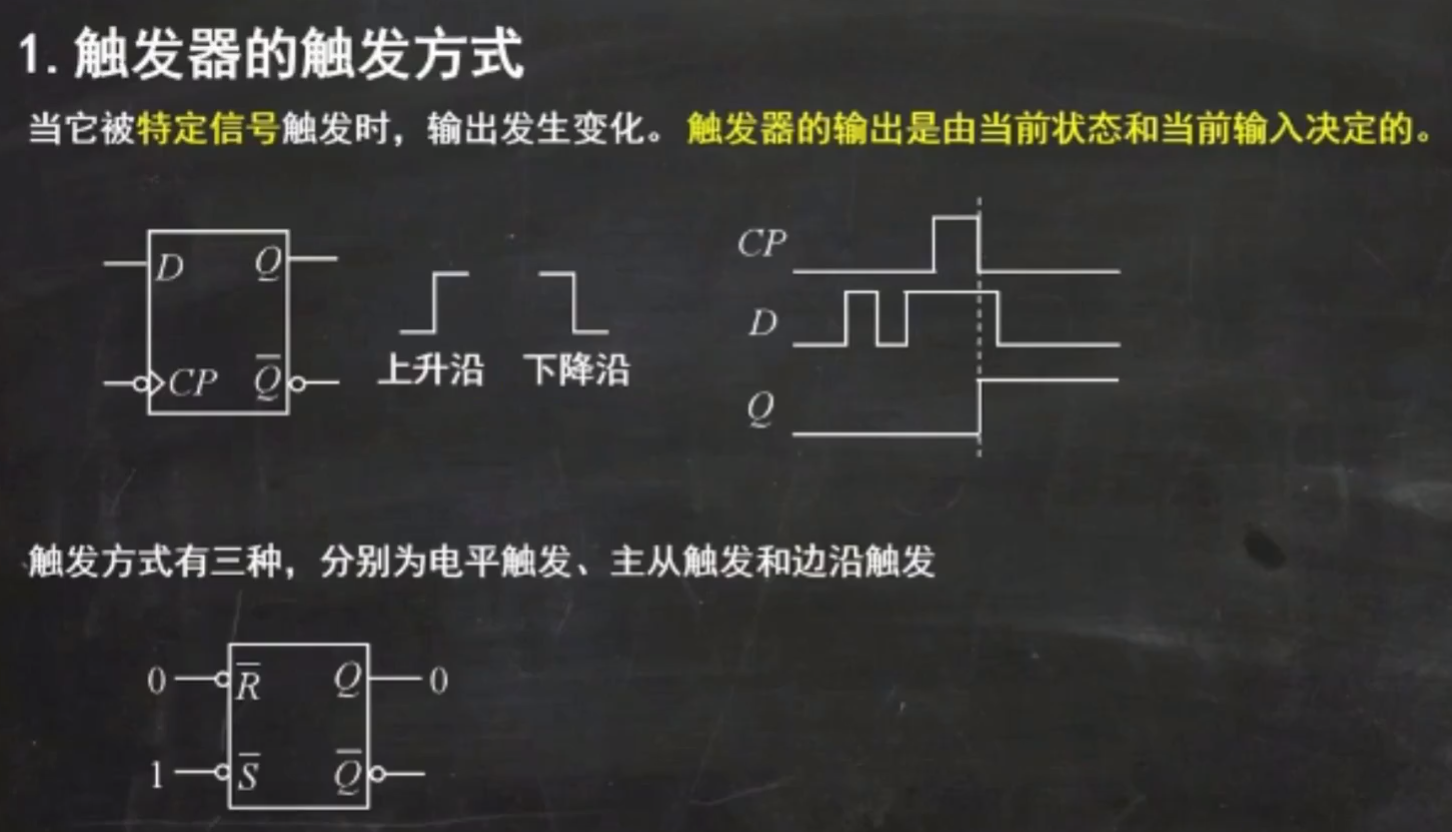 1. 触发器的触发方式
当它被特定信号触发时，输出发生变化。触发器的输出是由当前状态和当前输入决定的。
D Q
CP Q̅
上升沿 下降沿
CP
D
Q
触发方式有三种，分别为电平触发、主从触发和边沿触发
0 R̅ Q 0
1 S̅ Q̅